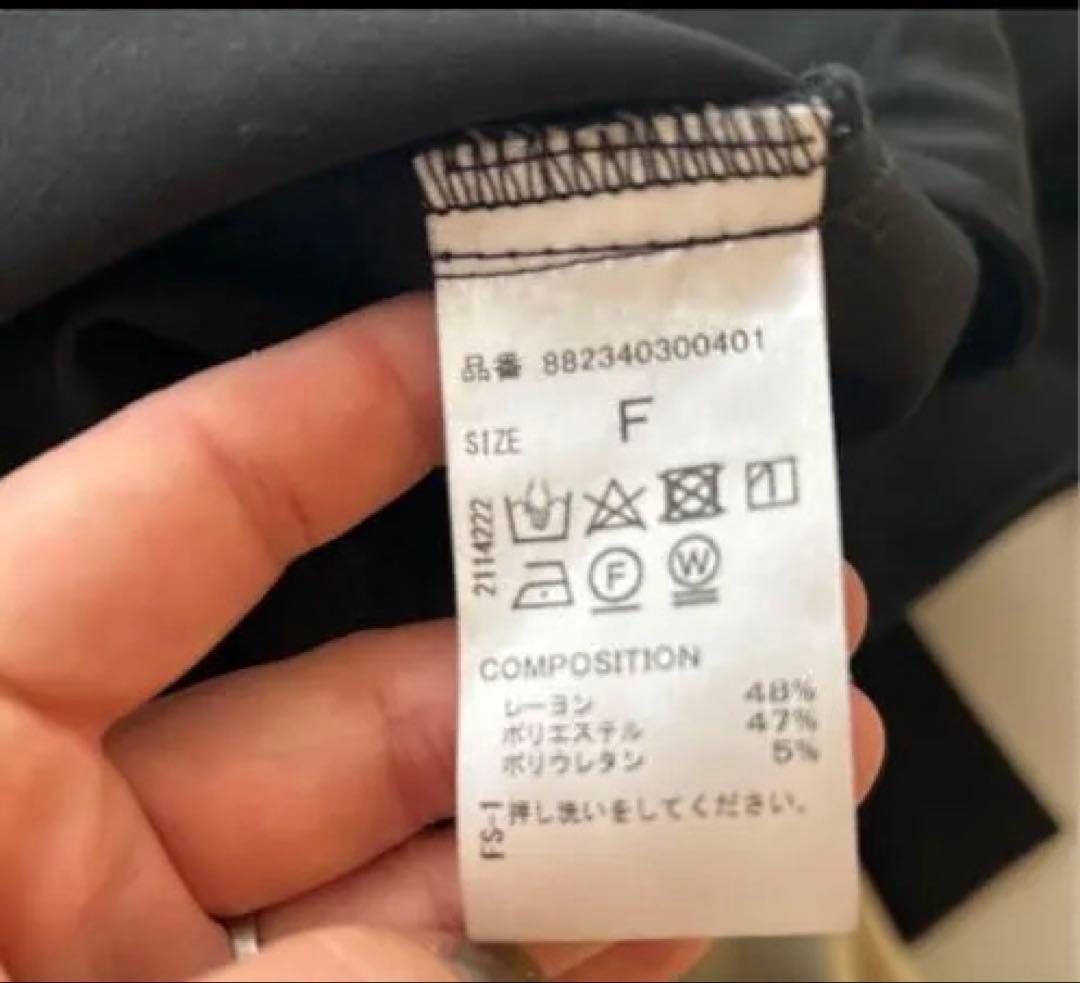 品番 882340300401
SIZE F
2114222
F W
COMPOSITION
レーヨン 48%
ポリエステル 47%
ポリウレタン 5%
FS-1
押し洗いをしてください。